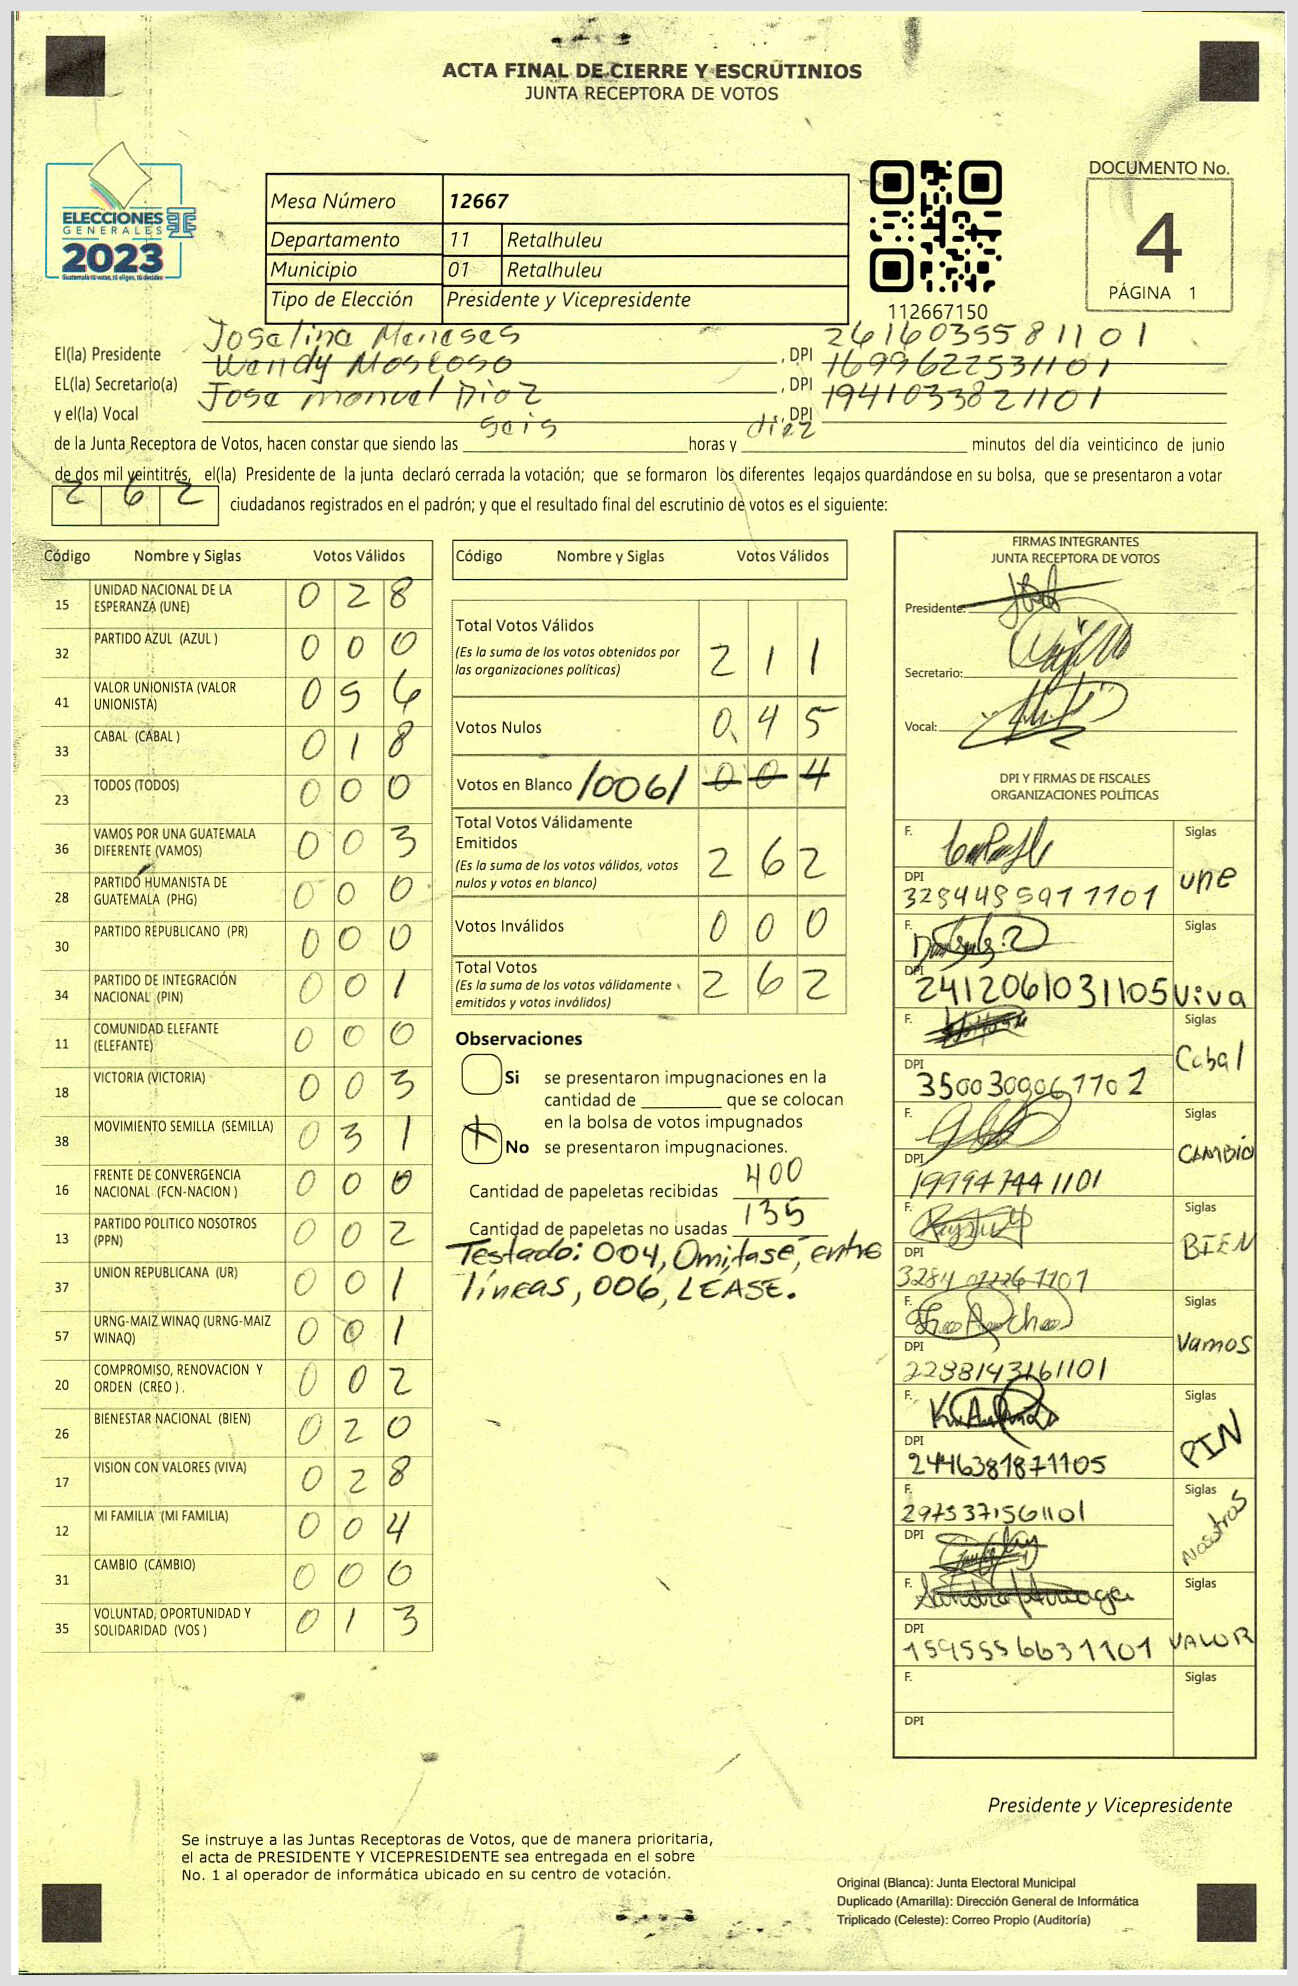 ACTA FINAL DE CIERRE Y ESCRUTINIOS
JUNTA RECEPTORA DE VOTOS
ELECCIONES
GENERALES
2023
Guatemala tú votas, tú eliges, tú decides
Mesa Número 12667
Departamento 11 Retalhuleu
Municipio 01 Retalhuleu
Tipo de Elección Presidente y Vicepresidente
112667150
DOCUMENTO No.
4
PÁGINA 1
El(la) Presidente Joselina Meneses , DPI 2616035581101
EL(la) Secretario(a) Wendy Moscoso , DPI 1699622531101
y el(la) Vocal Jose manuel Dioz , DPI 1941033821101
de la Junta Receptora de Votos, hacen constar que siendo las seis horas y diez minutos del día veinticinco de junio
de dos mil veintitrés, el(la) Presidente de la junta declaró cerrada la votación; que se formaron los diferentes legajos guardándose en su bolsa, que se presentaron a votar
262 ciudadanos registrados en el padrón; y que el resultado final del escrutinio de votos es el siguiente:
Código Nombre y Siglas Votos Válidos
15 UNIDAD NACIONAL DE LA ESPERANZA (UNE) 0 2 8
32 PARTIDO AZUL (AZUL ) 0 0 0
41 VALOR UNIONISTA (VALOR UNIONISTA) 0 5 6
33 CABAL (CABAL ) 0 1 8
23 TODOS (TODOS) 0 0 0
36 VAMOS POR UNA GUATEMALA DIFERENTE (VAMOS) 0 0 3
28 PARTIDO HUMANISTA DE GUATEMALA (PHG) 0 0 0
30 PARTIDO REPUBLICANO (PR) 0 0 0
34 PARTIDO DE INTEGRACIÓN NACIONAL (PIN) 0 0 1
11 COMUNIDAD ELEFANTE (ELEFANTE) 0 0 0
18 VICTORIA (VICTORIA) 0 0 3
38 MOVIMIENTO SEMILLA (SEMILLA) 0 3 1
16 FRENTE DE CONVERGENCIA NACIONAL (FCN-NACION ) 0 0 0
13 PARTIDO POLITICO NOSOTROS (PPN) 0 0 2
37 UNION REPUBLICANA (UR) 0 0 1
57 URNG-MAIZ WINAQ (URNG-MAIZ WINAQ) 0 0 1
20 COMPROMISO, RENOVACION Y ORDEN (CREO ) . 0 0 2
26 BIENESTAR NACIONAL (BIEN) 0 2 0
17 VISION CON VALORES (VIVA) 0 2 8
12 MI FAMILIA (MI FAMILIA) 0 0 4
31 CAMBIO (CAMBIO) 0 0 0
35 VOLUNTAD, OPORTUNIDAD Y SOLIDARIDAD (VOS ) 0 1 3
Código Nombre y Siglas Votos Válidos
Total Votos Válidos 2 1 1
(Es la suma de los votos obtenidos por
las organizaciones políticas)
Votos Nulos 0 4 5
Votos en Blanco /006/ 0 0 4
Total Votos Válidamente
Emitidos 2 6 2
(Es la suma de los votos válidos, votos
nulos y votos en blanco)
Votos Inválidos 0 0 0
Total Votos 2 6 2
(Es la suma de los votos válidamente
emitidos y votos inválidos)
Observaciones
Si se presentaron impugnaciones en la
cantidad de ________ que se colocan
en la bolsa de votos impugnados
No se presentaron impugnaciones.
Cantidad de papeletas recibidas 400
Cantidad de papeletas no usadas 135
Testado: 004, Omitase, entre
líneas, 006, LEASE.
FIRMAS INTEGRANTES
JUNTA RECEPTORA DE VOTOS
Presidente:
Secretario:
Vocal:
DPI Y FIRMAS DE FISCALES
ORGANIZACIONES POLÍTICAS
F. Siglas
DPI 3284485971101 une
F. Siglas
DPI 2412061031105 Viva
F. Siglas
DPI Cabal
F. Siglas
DPI 199947441101 CAMBIO
F. Siglas
DPI BIEN
F. Siglas
DPI 2288143161101 Vamos
F. Siglas
DPI 2446381871105 PIN
F. Siglas
2975371561101 Nosotros
DPI
F. Sandra Siglas
DPI 1595556631101 VALOR
F. Siglas
DPI
Presidente y Vicepresidente
Se instruye a las Juntas Receptoras de Votos, que de manera prioritaria,
el acta de PRESIDENTE Y VICEPRESIDENTE sea entregada en el sobre
No. 1 al operador de informática ubicado en su centro de votación.
Original (Blanca): Junta Electoral Municipal
Duplicado (Amarilla): Dirección General de Informática
Triplicado (Celeste): Correo Propio (Auditoría)